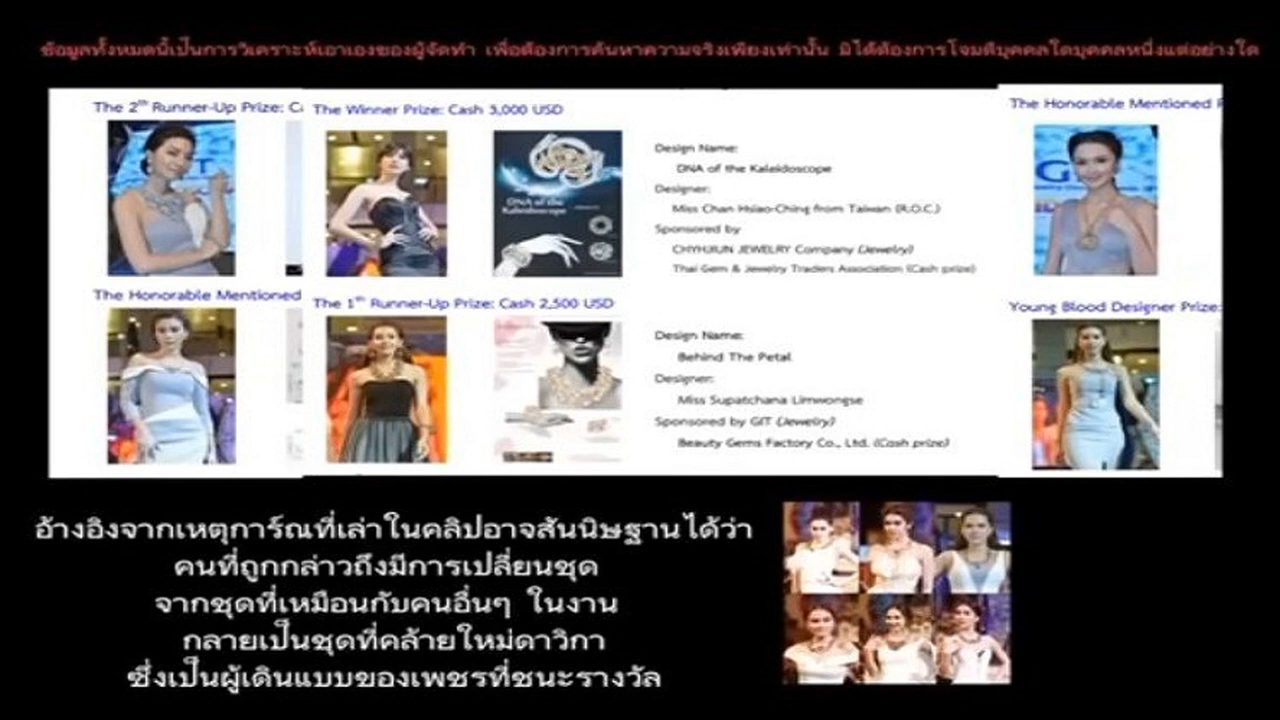 ข้อมูลทั้งหมดนี้เป็นการวิเคราะห์เอาเองของผู้จัดทำ เพื่อต้องการค้นหาความจริงเพียงเท่านั้น มิได้ต้องการโจมตีบุคคลใดบุคคลหนึ่งแต่อย่างใด
The 2th Runner-Up Prize: C
The Winner Prize: Cash 3,000 USD
The Honorable Mentioned P
Design Name:
DNA of the Kaleidoscope
Designer:
Miss Chan Hsiao-Ching from Taiwan (R.O.C.)
Sponsored by
CHYHJIUN JEWELRY Company (Jewelry)
Thai Gem & Jewelry Traders Association (Cash prize)
DNA of the
Kaleidoscope
The Honorable Mentioned
The 1th Runner-Up Prize: Cash 2,500 USD
Young Blood Designer Prize:
Design Name:
Behind The Petal
Designer:
Miss Supatchana Limwongse
Sponsored by GIT (Jewelry)
Beauty Gems Factory Co., Ltd. (Cash prize)
อ้างอิงจากเหตุการ์ณที่เล่าในคลิปอาจสันนิษฐานได้ว่า
คนที่ถูกกล่าวถึงมีการเปลี่ยนชุด
จากชุดที่เหมือนกับคนอื่นๆ ในงาน
กลายเป็นชุดที่คล้ายใหม่ดาวิกา
ซึ่งเป็นผู้เดินแบบของเพชรที่ชนะรางวัล